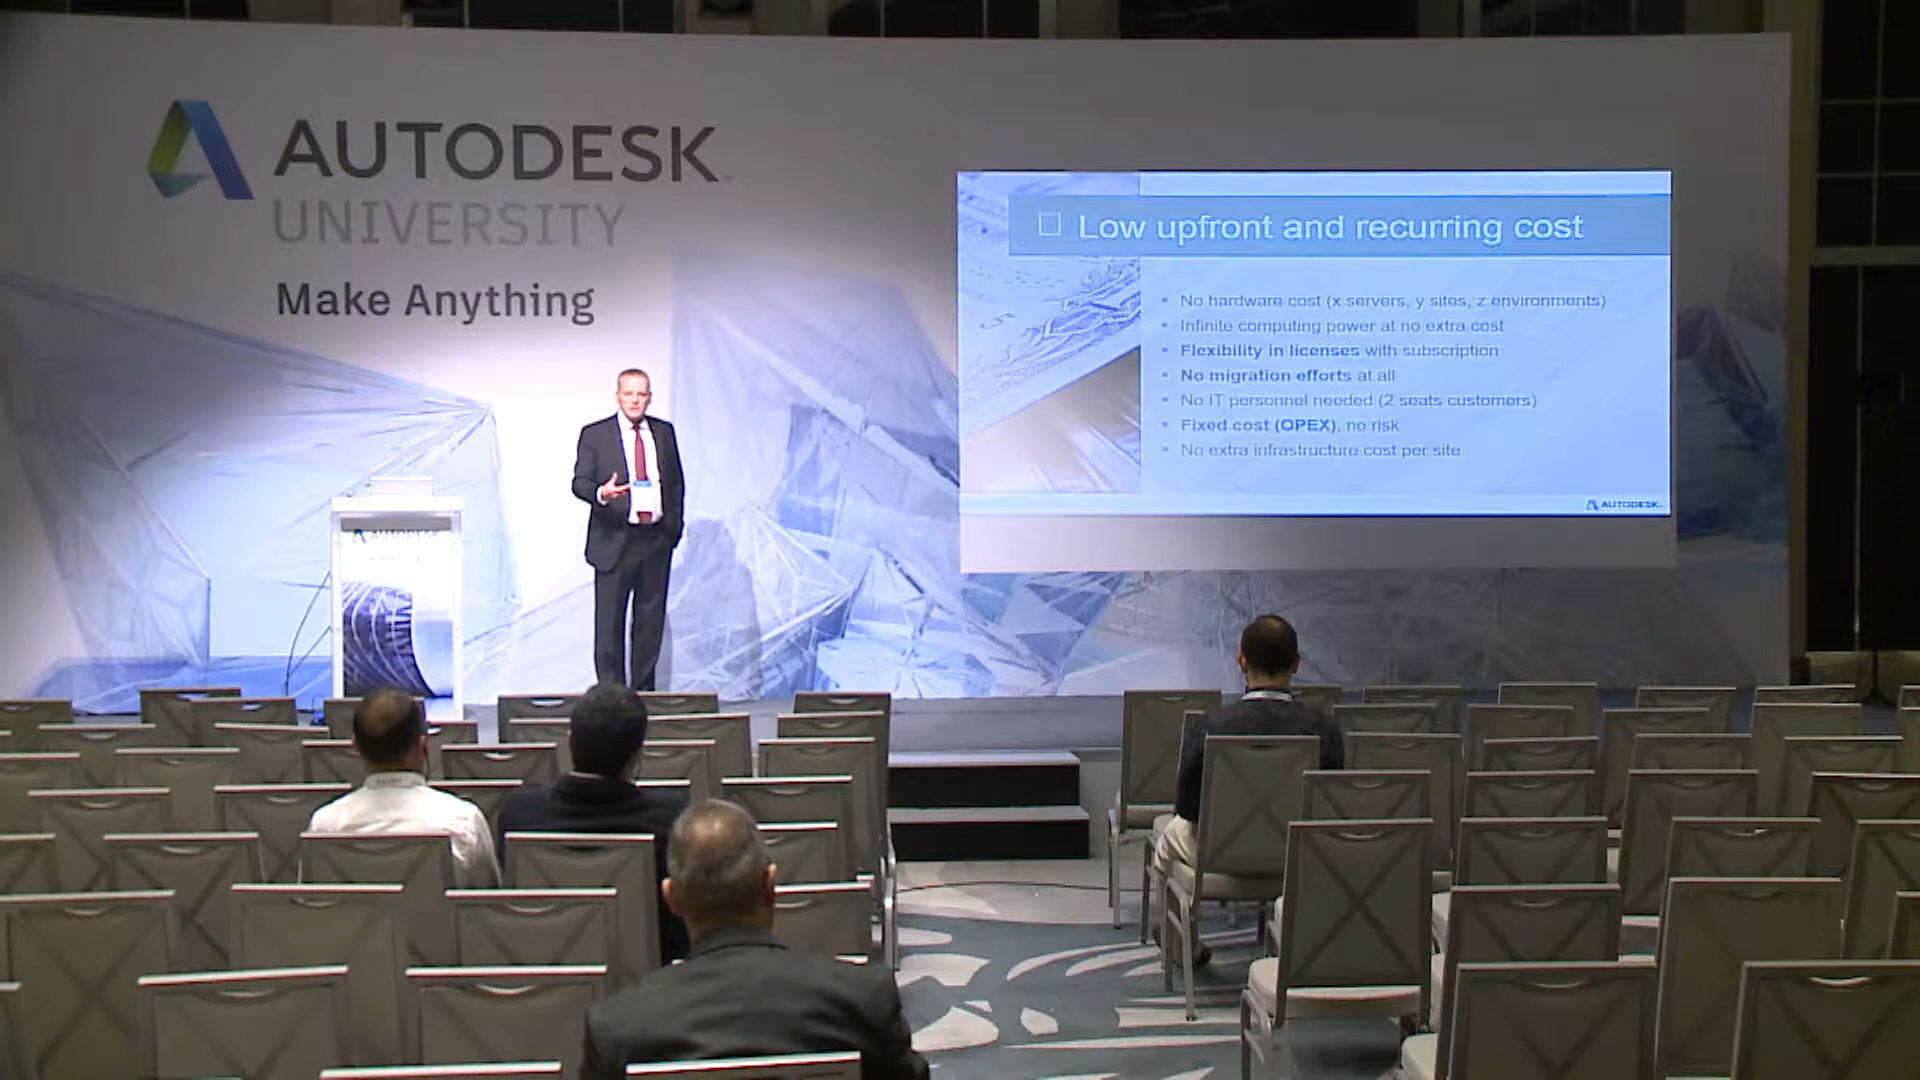 AUTODESK
UNIVERSITY
Make Anything
Low upfront and recurring cost
No hardware cost (x servers, y sites, z environments)
Infinite computing power at no extra cost
Flexibility in licenses with subscription
No migration efforts at all
No IT personnel needed (2 seats customers)
Fixed cost (OPEX), no risk
No extra infrastructure cost per site
AUTODESK
AUTODESK